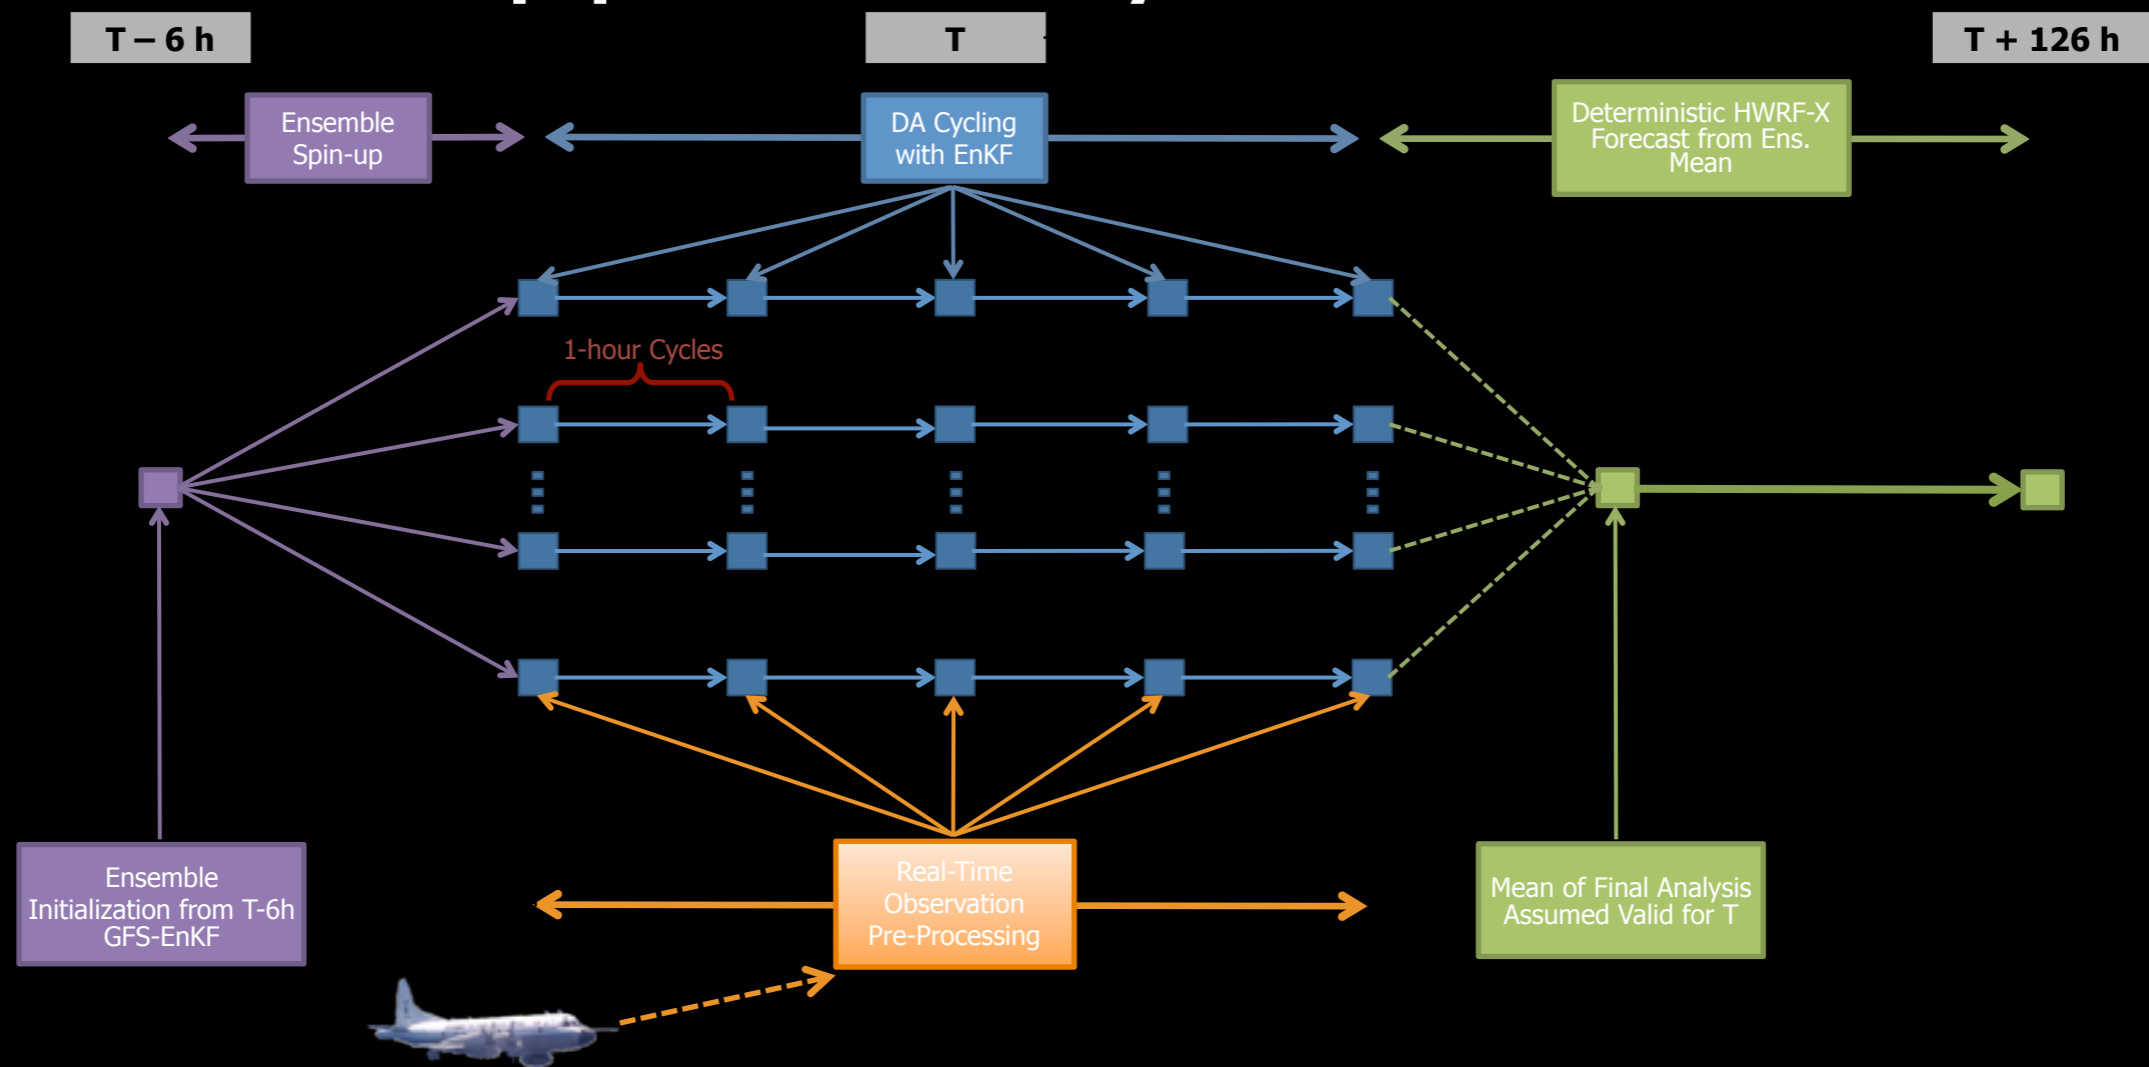 T – 6 h
T
T + 126 h
Ensemble
Spin-up
DA Cycling
with EnKF
Deterministic HWRF-X
Forecast from Ens.
Mean
1-hour Cycles
Ensemble
Initialization from T-6h
GFS-EnKF
Real-Time
Observation
Pre-Processing
Mean of Final Analysis
Assumed Valid for T